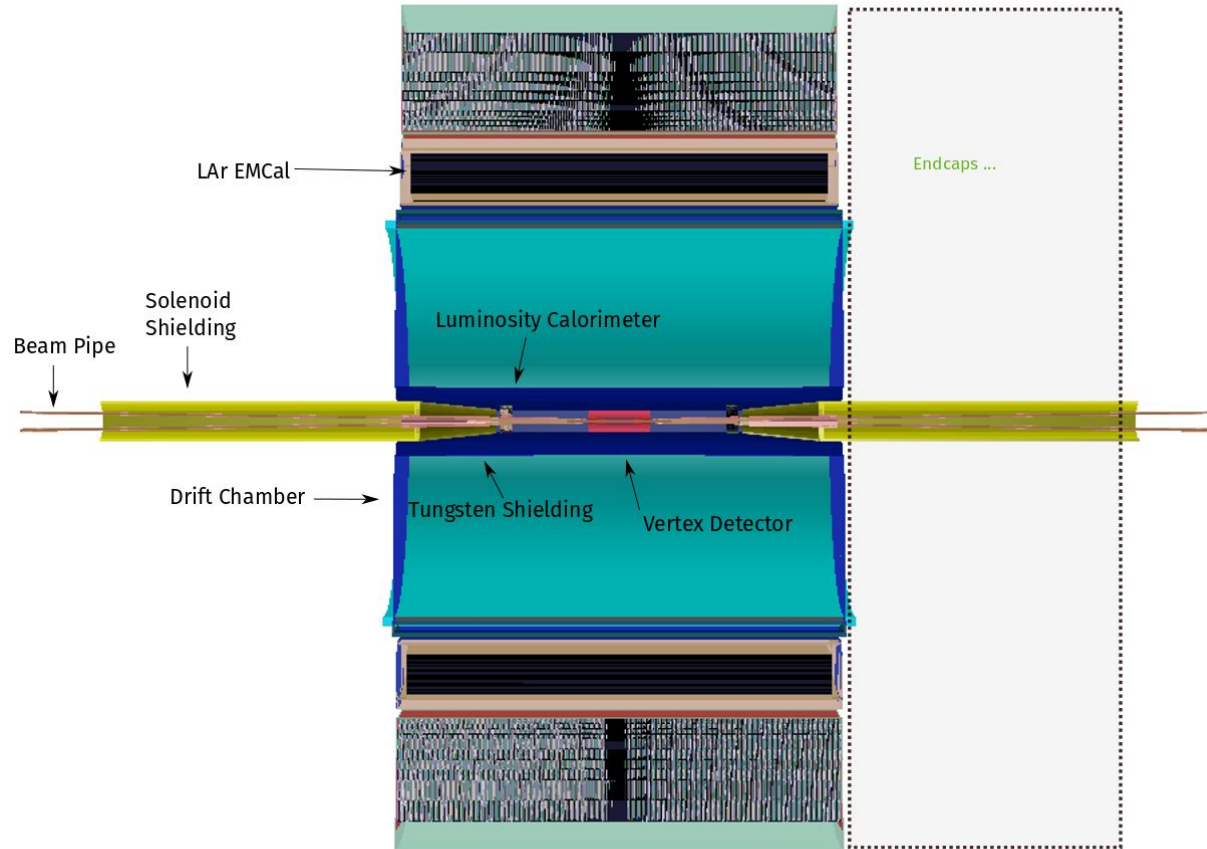 LAr EMCal
Endcaps ...
Solenoid
Shielding
Luminosity Calorimeter
Beam Pipe
Drift Chamber
Tungsten Shielding
Vertex Detector